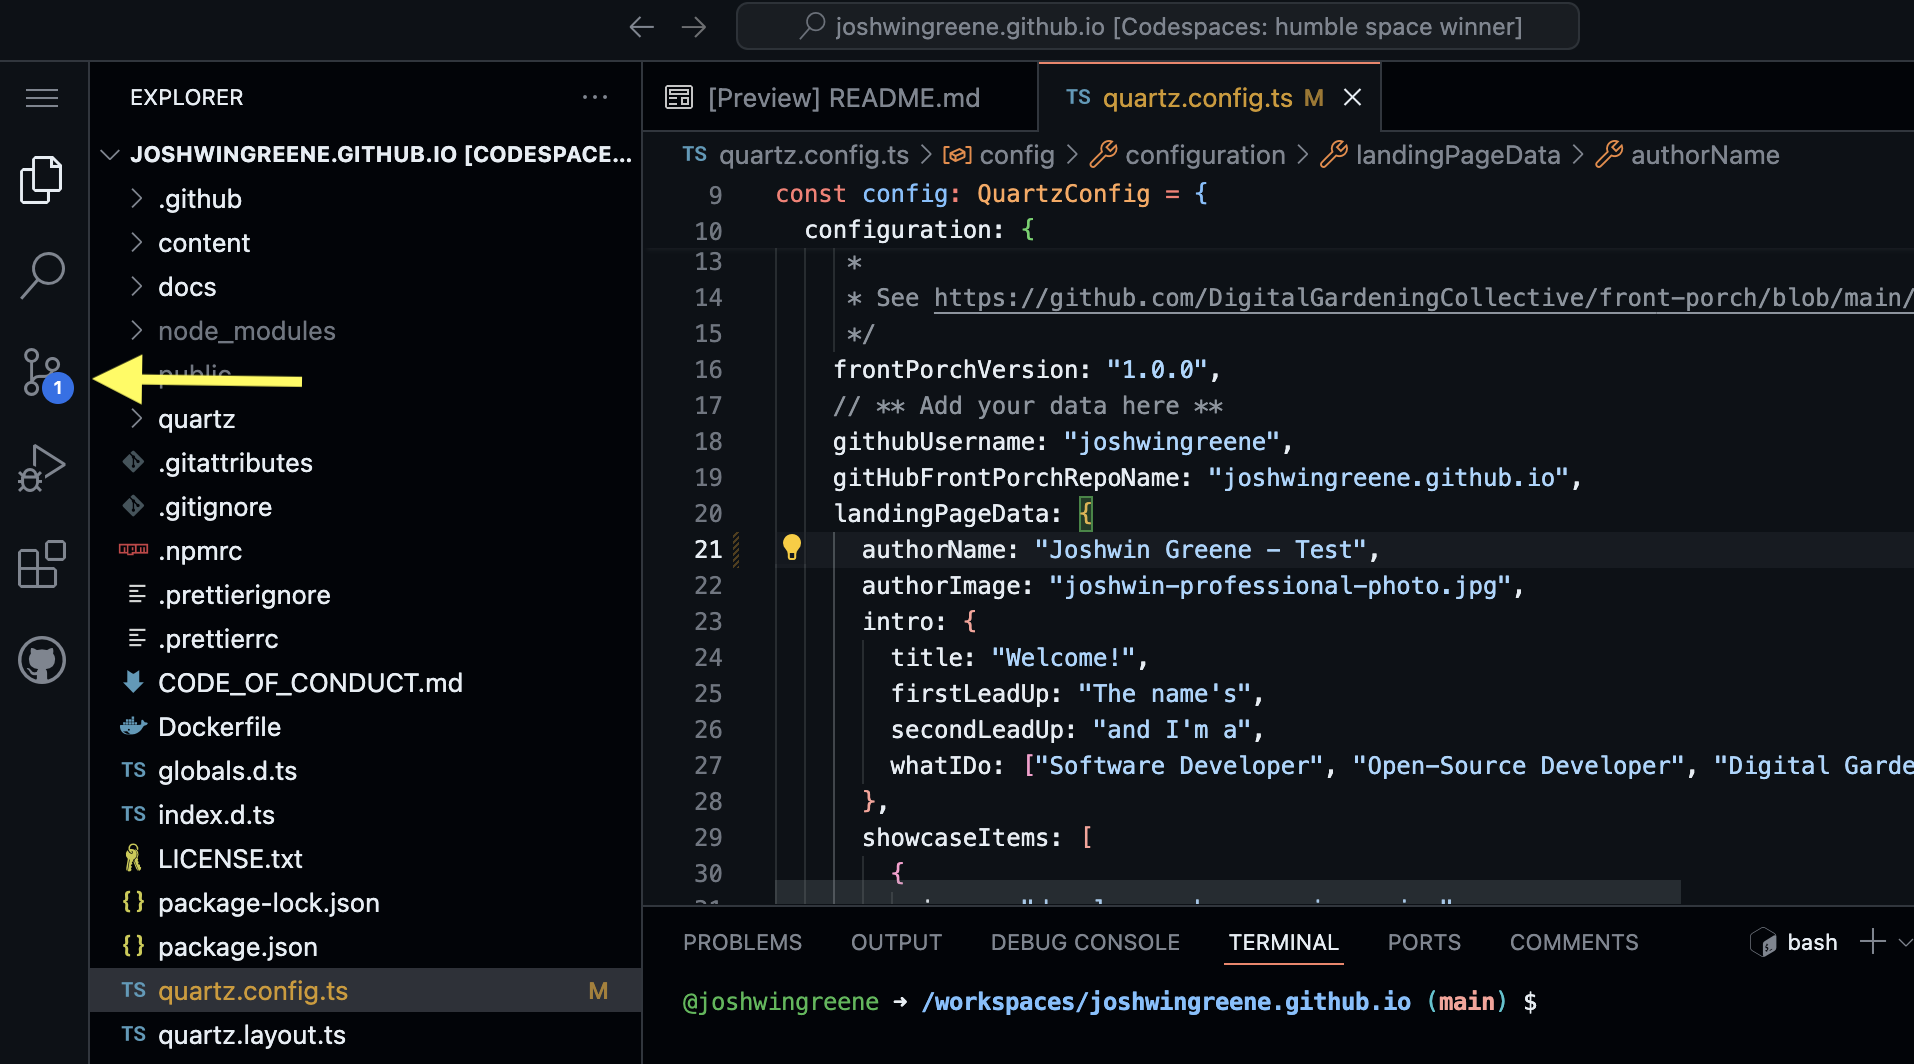 joshwingreene.github.io [Codespaces: humble space winner]
EXPLORER
JOSHWINGREENE.GITHUB.IO [CODESPACE...
.github
content
docs
node_modules
public
1
quartz
.gitattributes
.gitignore
.npmrc
.prettierignore
.prettierrc
CODE_OF_CONDUCT.md
Dockerfile
TS globals.d.ts
TS index.d.ts
LICENSE.txt
{} package-lock.json
{} package.json
TS quartz.config.ts M
TS quartz.layout.ts
[Preview] README.md
TS quartz.config.ts M
TS quartz.config.ts > config > configuration > landingPageData > authorName
9 const config: QuartzConfig = {
10 configuration: {
13 *
14 * See https://github.com/DigitalGardeningCollective/front-porch/blob/main/
15 */
16 frontPorchVersion: "1.0.0",
17 // ** Add your data here **
18 githubUsername: "joshwingreene",
19 gitHubFrontPorchRepoName: "joshwingreene.github.io",
20 landingPageData: {
21 authorName: "Joshwin Greene - Test",
22 authorImage: "joshwin-professional-photo.jpg",
23 intro: {
24 title: "Welcome!",
25 firstLeadUp: "The name's",
26 secondLeadUp: "and I'm a",
27 whatIDo: ["Software Developer", "Open-Source Developer", "Digital Garde
28 },
29 showcaseItems: [
30 {
PROBLEMS OUTPUT DEBUG CONSOLE TERMINAL PORTS COMMENTS bash
@joshwingreene ➜ /workspaces/joshwingreene.github.io (main) $